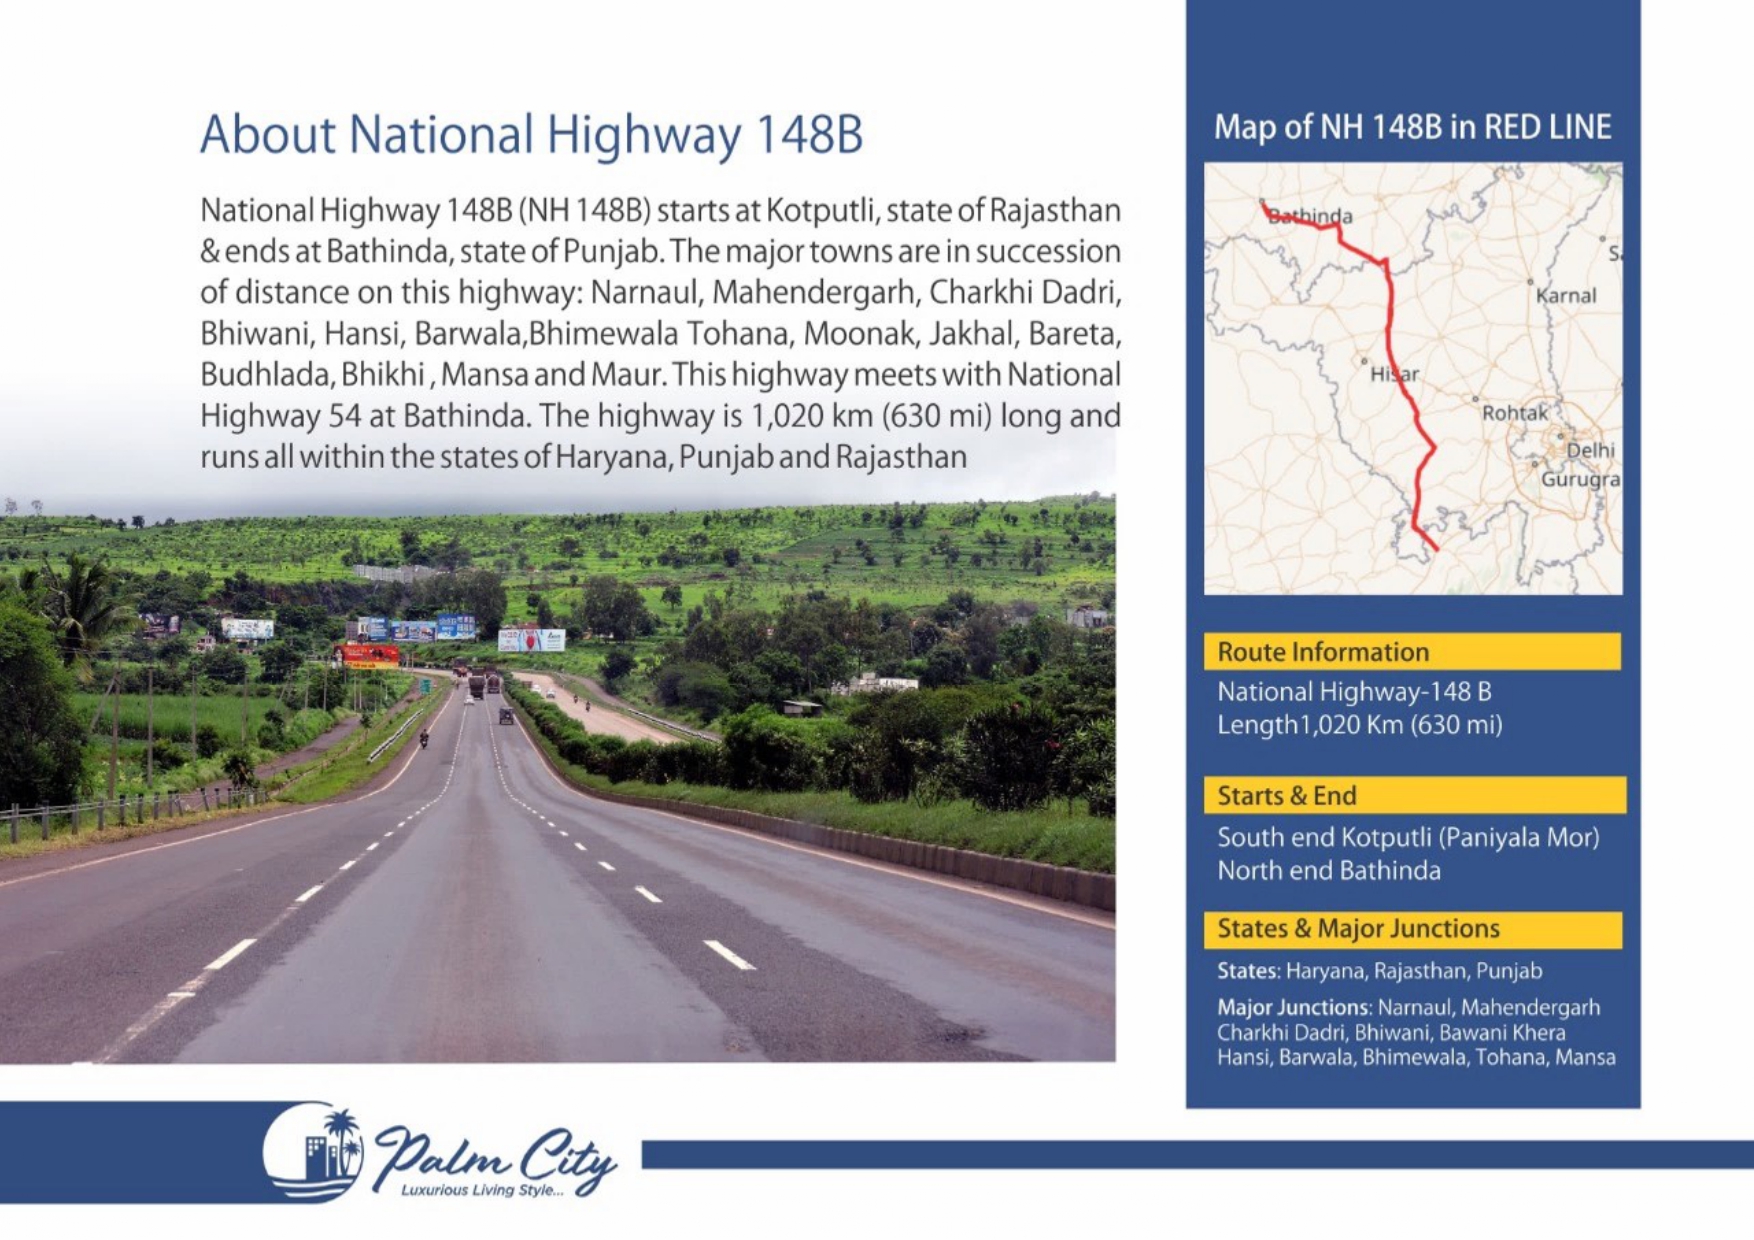 About National Highway 148B
National Highway 148B (NH 148B) starts at Kotputli, state of Rajasthan
& ends at Bathinda, state of Punjab. The major towns are in succession
of distance on this highway: Narnaul, Mahendergarh, Charkhi Dadri,
Bhiwani, Hansi, Barwala,Bhimewala Tohana, Moonak, Jakhal, Bareta,
Budhlada, Bhikhi , Mansa and Maur. This highway meets with National
Highway 54 at Bathinda. The highway is 1,020 km (630 mi) long and
runs all within the states of Haryana, Punjab and Rajasthan
Map of NH 148B in RED LINE
Bathinda
Karnal
Hisar
Rohtak
Delhi
Gurugra
Route Information
National Highway-148 B
Length1,020 Km (630 mi)
Starts & End
South end Kotputli (Paniyala Mor)
North end Bathinda
States & Major Junctions
States: Haryana, Rajasthan, Punjab
Major Junctions: Narnaul, Mahendergarh
Charkhi Dadri, Bhiwani, Bawani Khera
Hansi, Barwala, Bhimewala, Tohana, Mansa
Palm City
Luxurious Living Style...